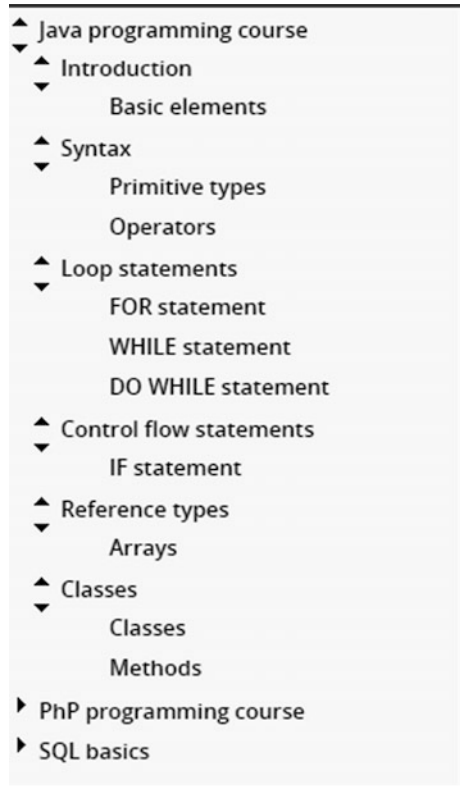 Java programming course
Introduction
Basic elements
Syntax
Primitive types
Operators
Loop statements
FOR statement
WHILE statement
DO WHILE statement
Control flow statements
IF statement
Reference types
Arrays
Classes
Classes
Methods
PhP programming course
SQL basics